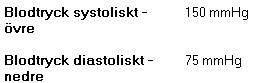 Blodtryck systoliskt - 150 mmHg
övre
Blodtryck diastoliskt - 75 mmHg
nedre